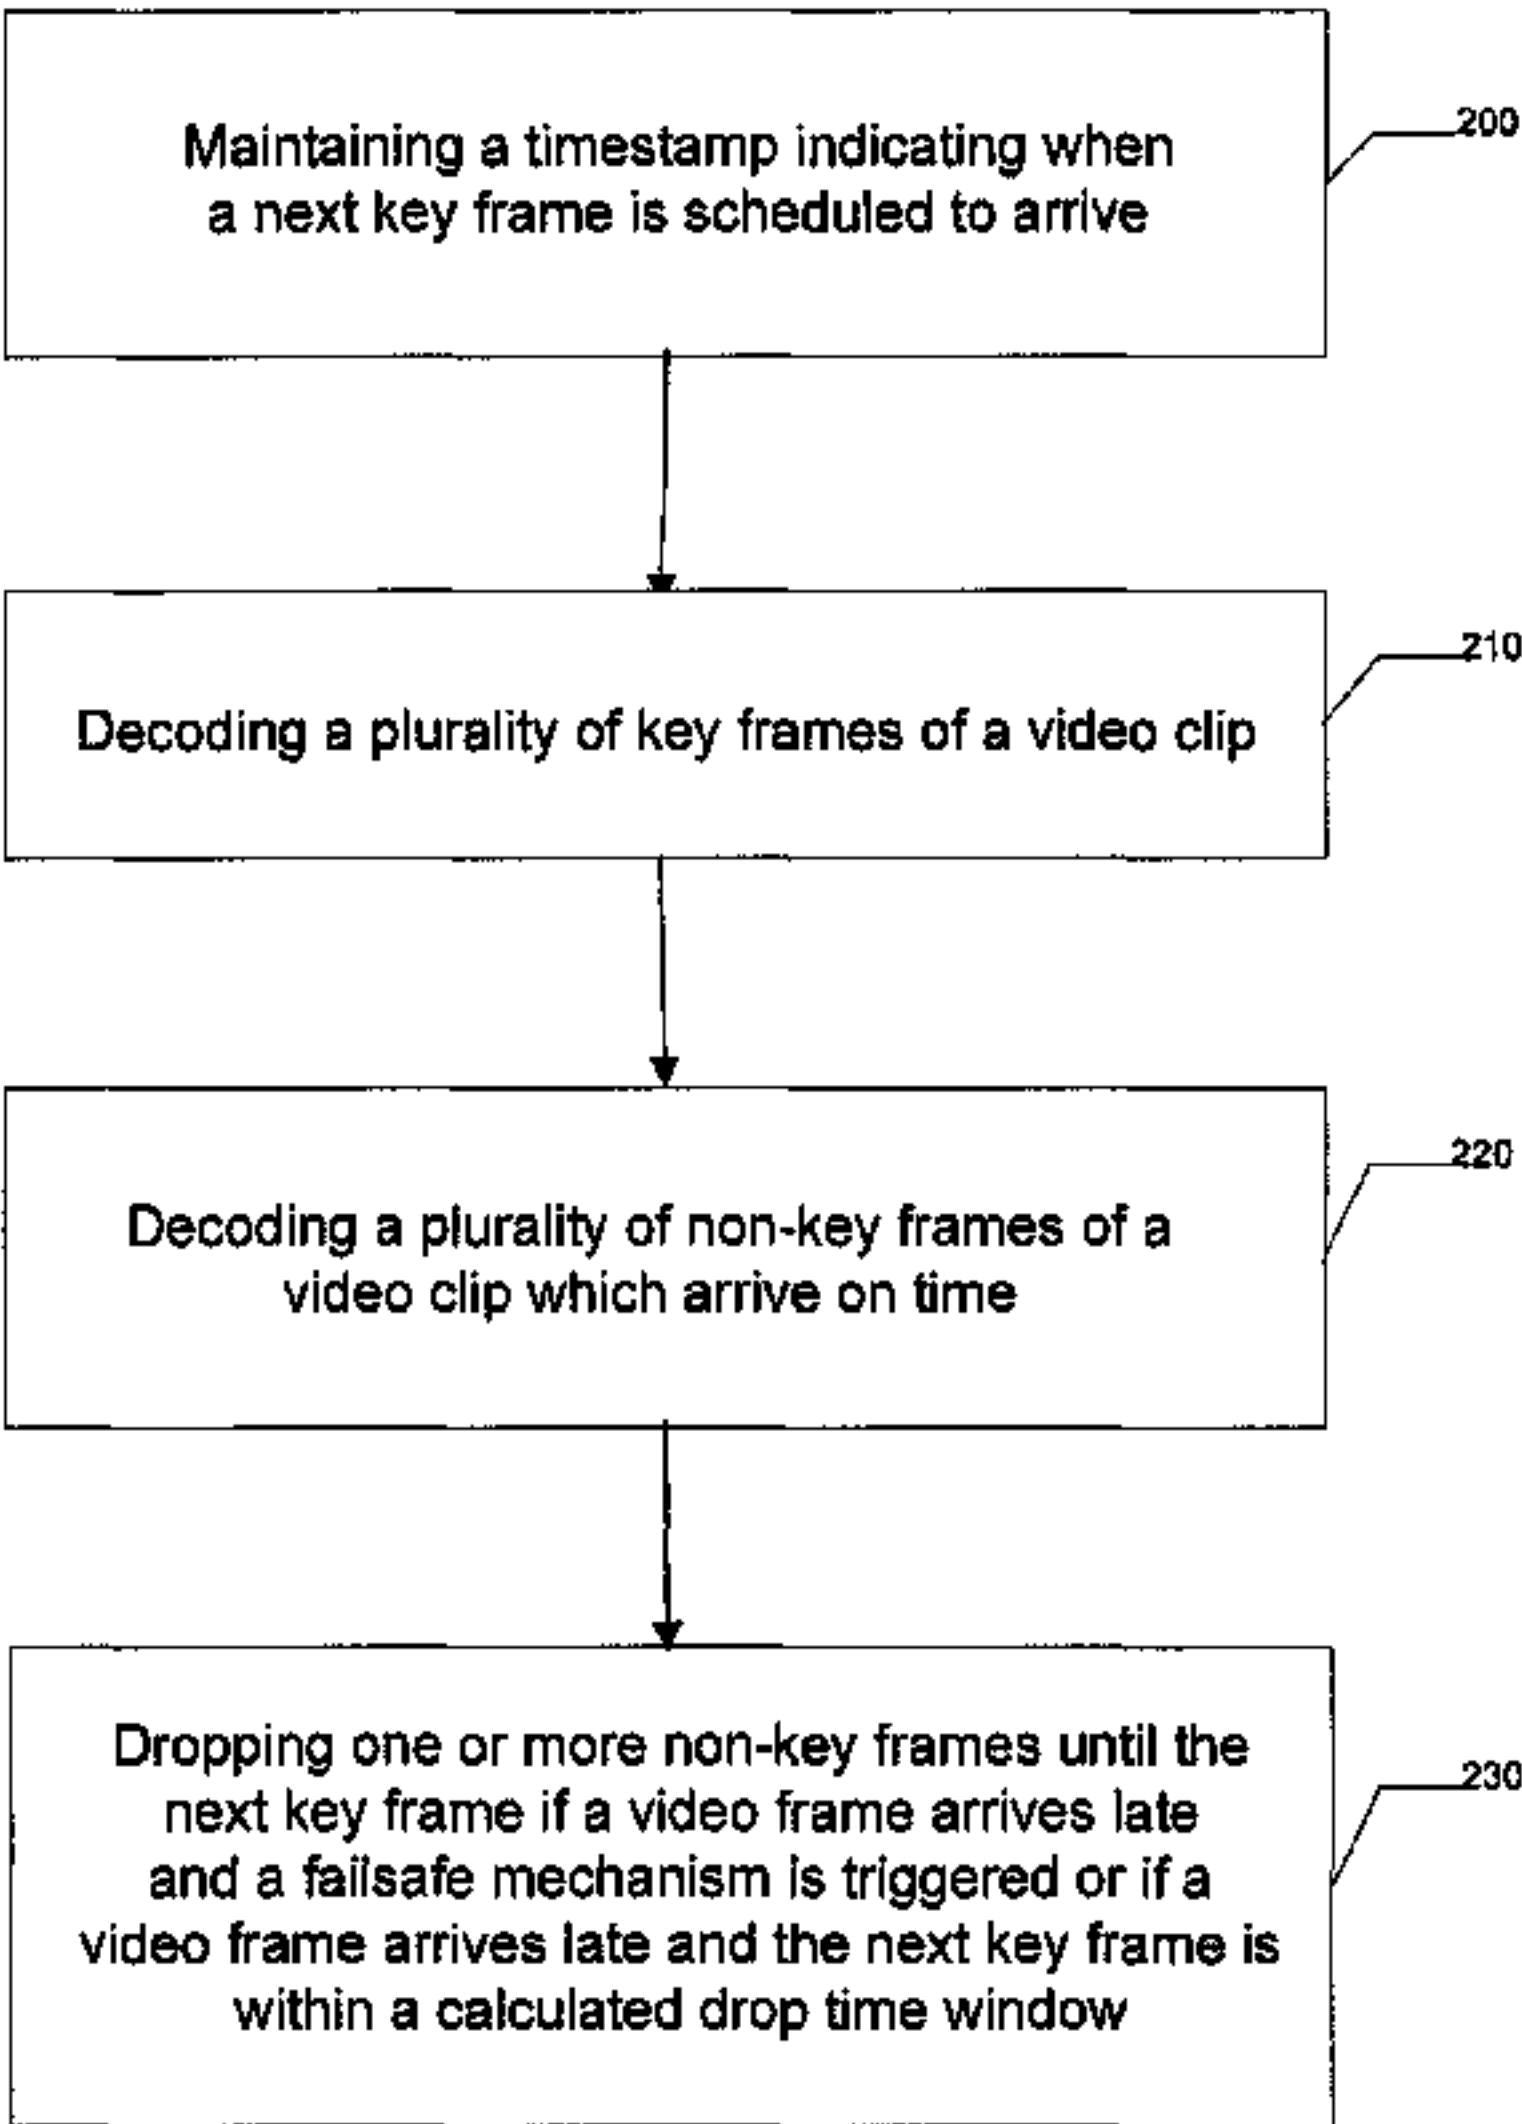 Maintaining a timestamp indicating when
a next key frame is scheduled to arrive
200
Decoding a plurality of key frames of a video clip
210
Decoding a plurality of non-key frames of a
video clip which arrive on time
220
Dropping one or more non-key frames until the
next key frame if a video frame arrives late
and a failsafe mechanism is triggered or if a
video frame arrives late and the next key frame is
within a calculated drop time window
230